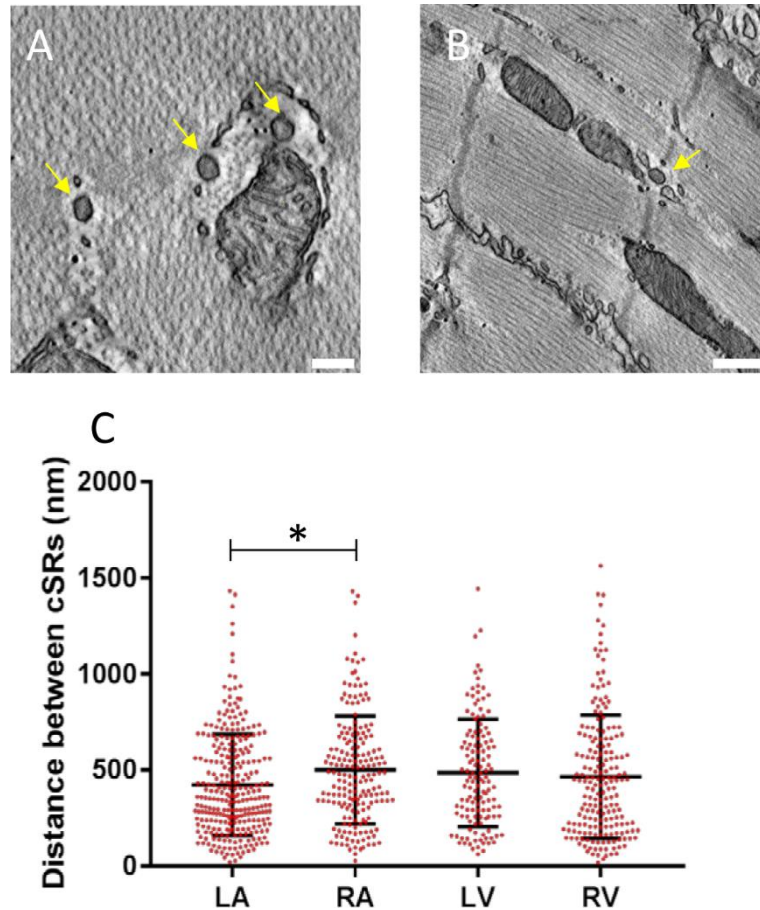 A
B
C
Distance between cSRs (nm)
2000
*
1500
1000
500
0
LA RA LV RV